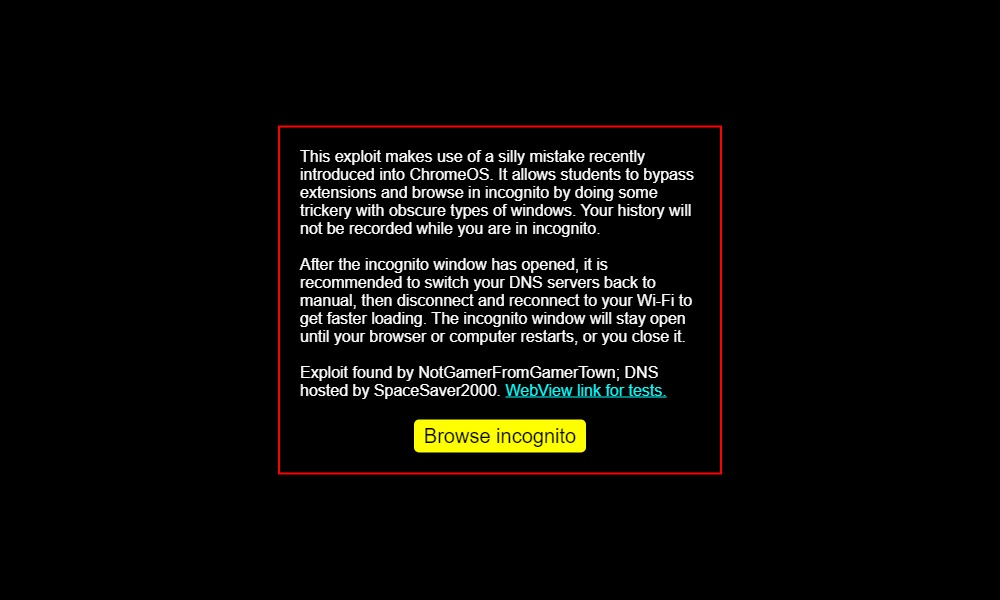 This exploit makes use of a silly mistake recently
introduced into ChromeOS. It allows students to bypass
extensions and browse in incognito by doing some
trickery with obscure types of windows. Your history will
not be recorded while you are in incognito.
After the incognito window has opened, it is
recommended to switch your DNS servers back to
manual, then disconnect and reconnect to your Wi-Fi to
get faster loading. The incognito window will stay open
until your browser or computer restarts, or you close it.
Exploit found by NotGamerFromGamerTown; DNS
hosted by SpaceSaver2000. WebView link for tests.
Browse incognito